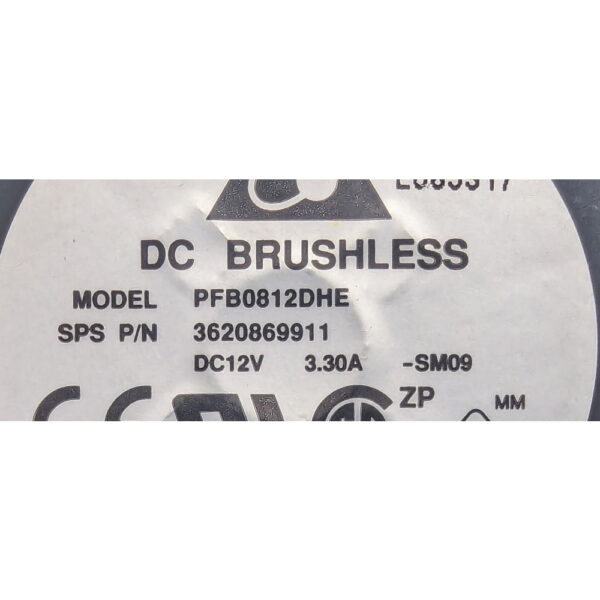 DC BRUSHLESS
MODEL PFB0812DHE
SPS P/N 3620869911
DC12V 3.30A -SM09
ZP
MM